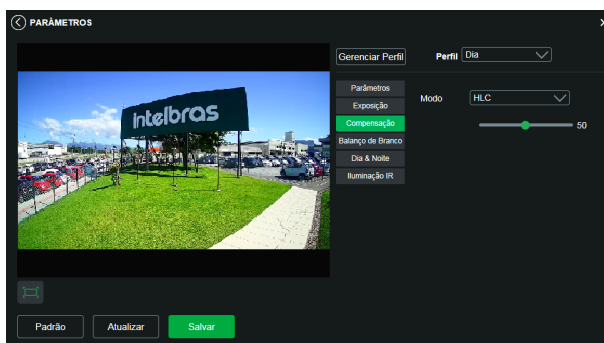 PARÂMETROS
Gerenciar Perfil
Perfil
Dia
intelbras
Parâmetros
Exposição
Compensação
Balanço de Branco
Dia & Noite
Iluminação IR
Modo
HLC
50
Padrão
Atualizar
Salvar